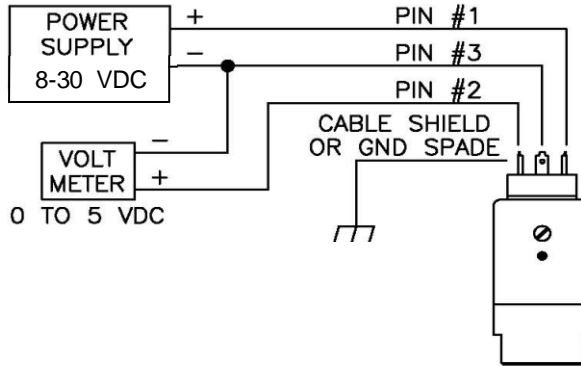 POWER
SUPPLY
8-30 VDC
+
PIN #1
−
PIN #3
PIN #2
CABLE SHIELD
OR GND SPADE
VOLT
METER
−
+
0 TO 5 VDC